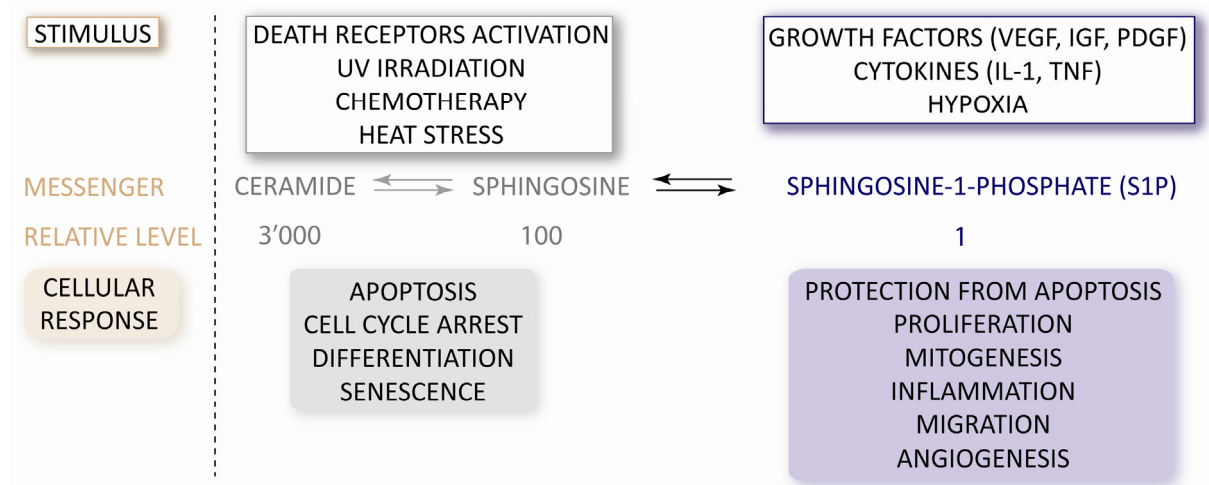 STIMULUS
DEATH RECEPTORS ACTIVATION
UV IRRADIATION
CHEMOTHERAPY
HEAT STRESS
GROWTH FACTORS (VEGF, IGF, PDGF)
CYTOKINES (IL-1, TNF)
HYPOXIA
MESSENGER
CERAMIDE
SPHINGOSINE
SPHINGOSINE-1-PHOSPHATE (S1P)
RELATIVE LEVEL
3'000
100
1
CELLULAR
RESPONSE
APOPTOSIS
CELL CYCLE ARREST
DIFFERENTIATION
SENESCENCE
PROTECTION FROM APOPTOSIS
PROLIFERATION
MITOGENESIS
INFLAMMATION
MIGRATION
ANGIOGENESIS